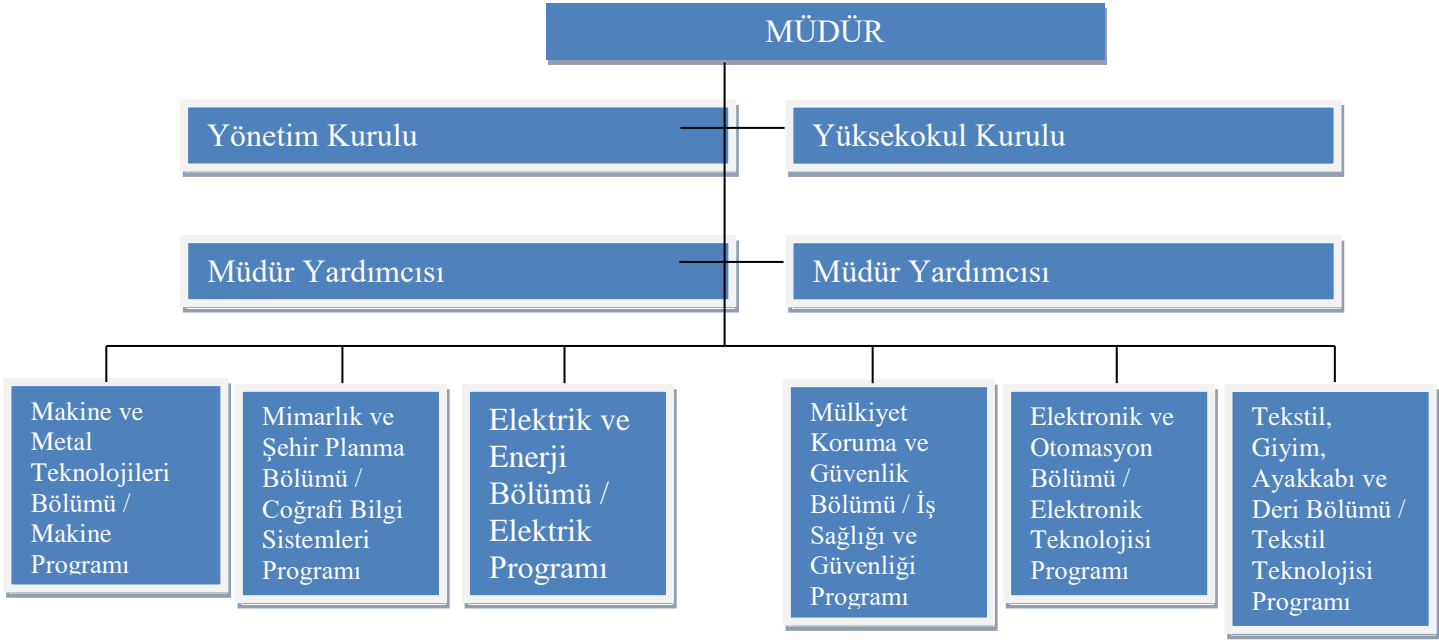 MÜDÜR
Yönetim Kurulu
Yüksekokul Kurulu
Müdür Yardımcısı
Müdür Yardımcısı
Makine ve
Metal
Teknolojileri
Bölümü /
Makine
Programı
Mimarlık ve
Şehir Planma
Bölümü /
Coğrafi Bilgi
Sistemleri
Programı
Elektrik ve
Enerji
Bölümü /
Elektrik
Programı
Mülkiyet
Koruma ve
Güvenlik
Bölümü / İş
Sağlığı ve
Güvenliği
Programı
Elektronik ve
Otomasyon
Bölümü /
Elektronik
Teknolojisi
Programı
Tekstil,
Giyim,
Ayakkabı ve
Deri Bölümü /
Tekstil
Teknolojisi
Programı